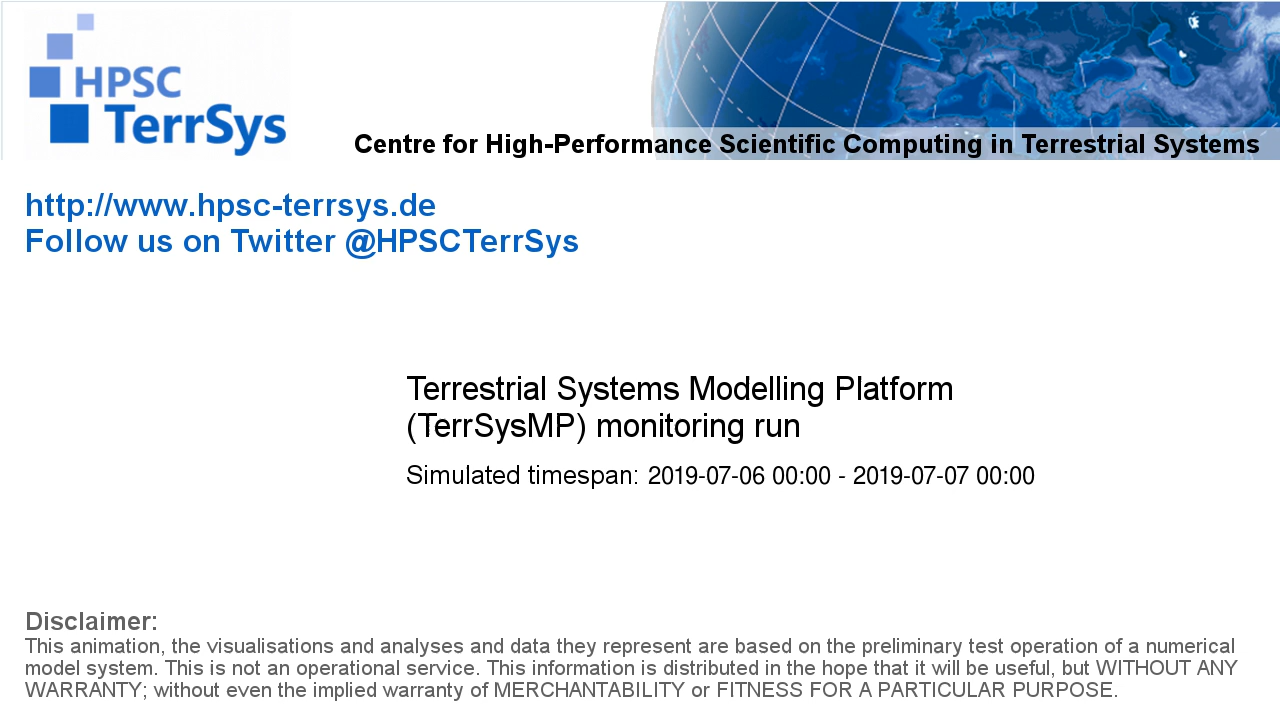 HPSC
TerrSys
Centre for High-Performance Scientific Computing in Terrestrial Systems
http://www.hpsc-terrsys.de
Follow us on Twitter @HPSCTerrSys
Terrestrial Systems Modelling Platform
(TerrSysMP) monitoring run
Simulated timespan: 2019-07-06 00:00 - 2019-07-07 00:00
Disclaimer:
This animation, the visualisations and analyses and data they represent are based on the preliminary test operation of a numerical
model system. This is not an operational service. This information is distributed in the hope that it will be useful, but WITHOUT ANY
WARRANTY; without even the implied warranty of MERCHANTABILITY or FITNESS FOR A PARTICULAR PURPOSE.